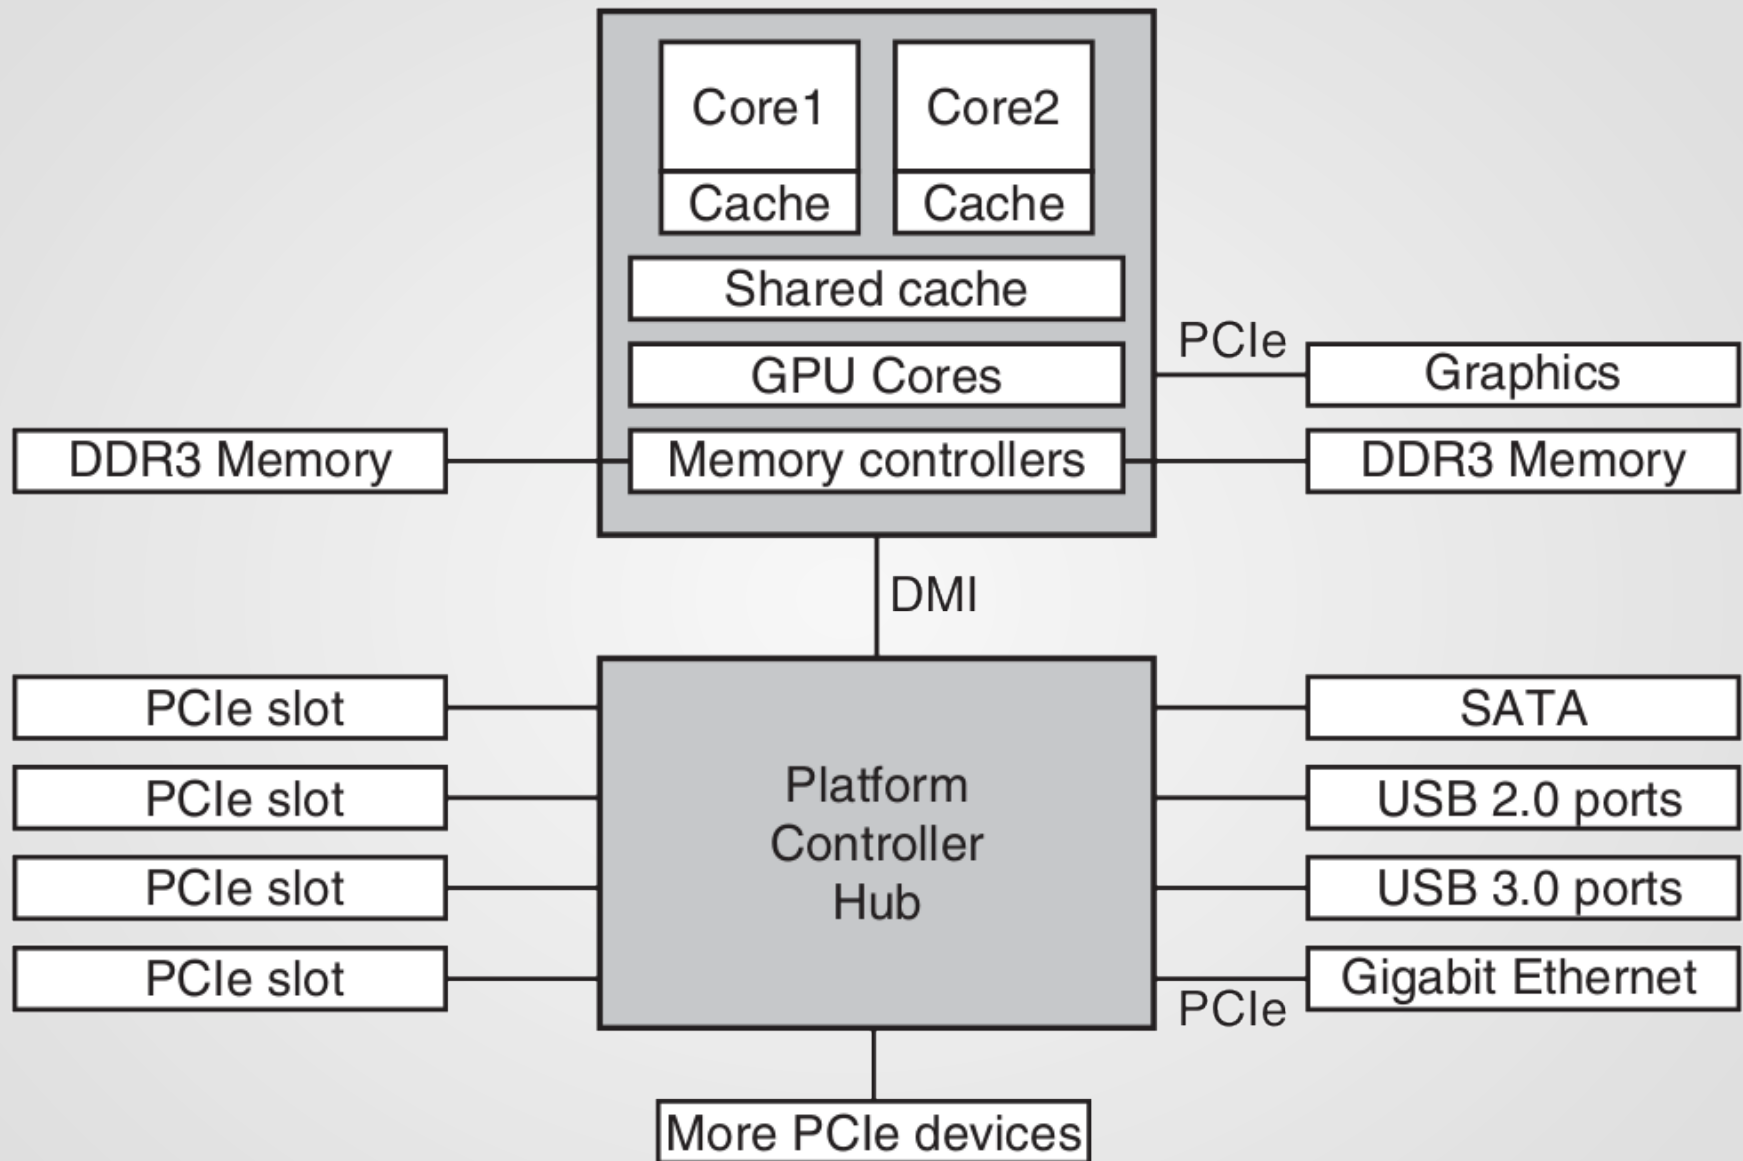 Core1
Core2
Cache
Cache
Shared cache
GPU Cores
PCIe
Graphics
DDR3 Memory
Memory controllers
DDR3 Memory
DMI
PCIe slot
SATA
PCIe slot
USB 2.0 ports
PCIe slot
USB 3.0 ports
PCIe slot
Gigabit Ethernet
Platform
Controller
Hub
PCIe
More PCIe devices